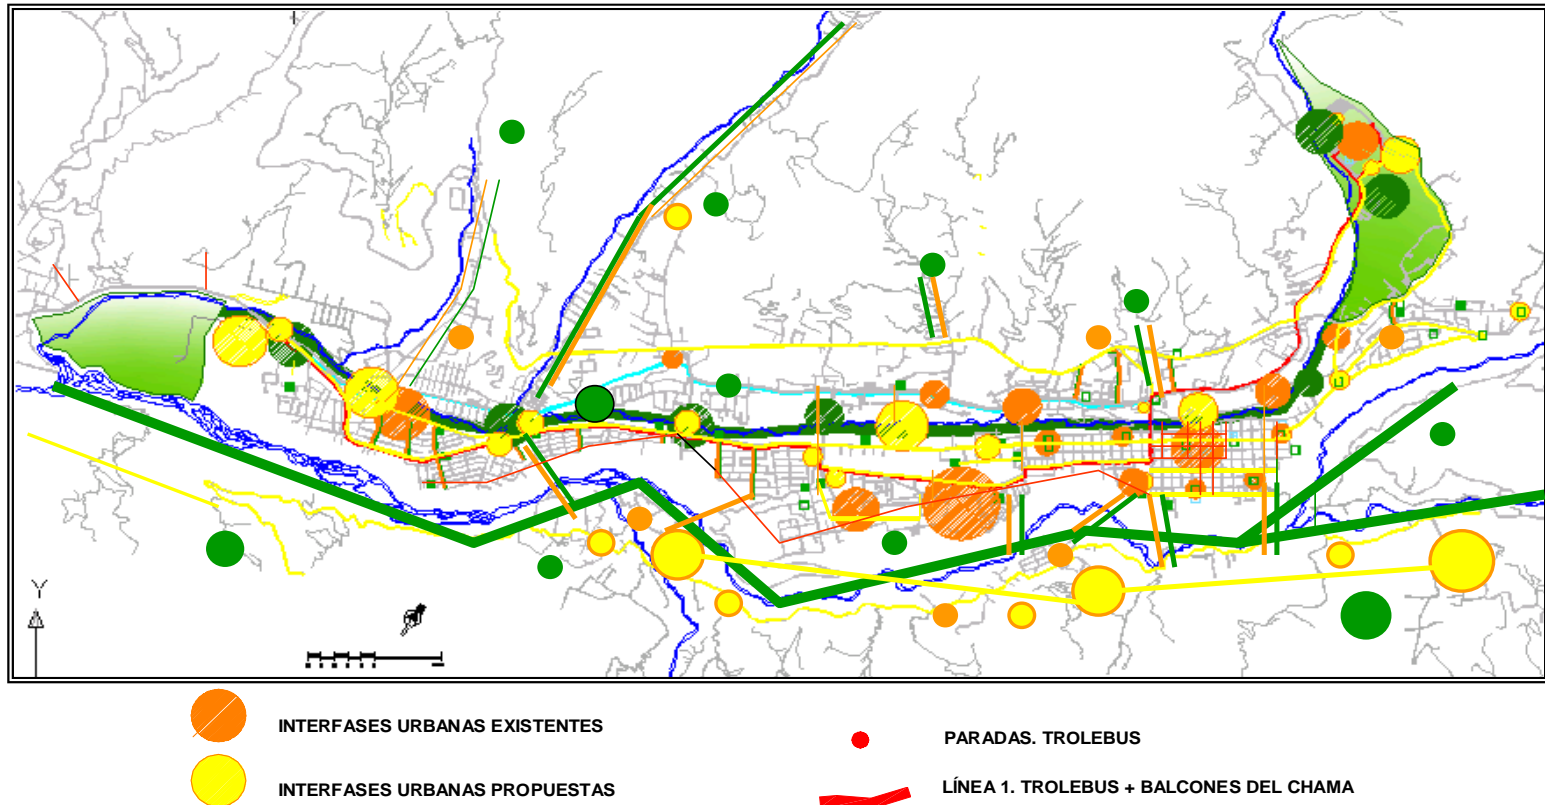 Y
INTERFASES URBANAS EXISTENTES
PARADAS. TROLEBUS
INTERFASES URBANAS PROPUESTAS
LÍNEA 1. TROLEBUS + BALCONES DEL CHAMA